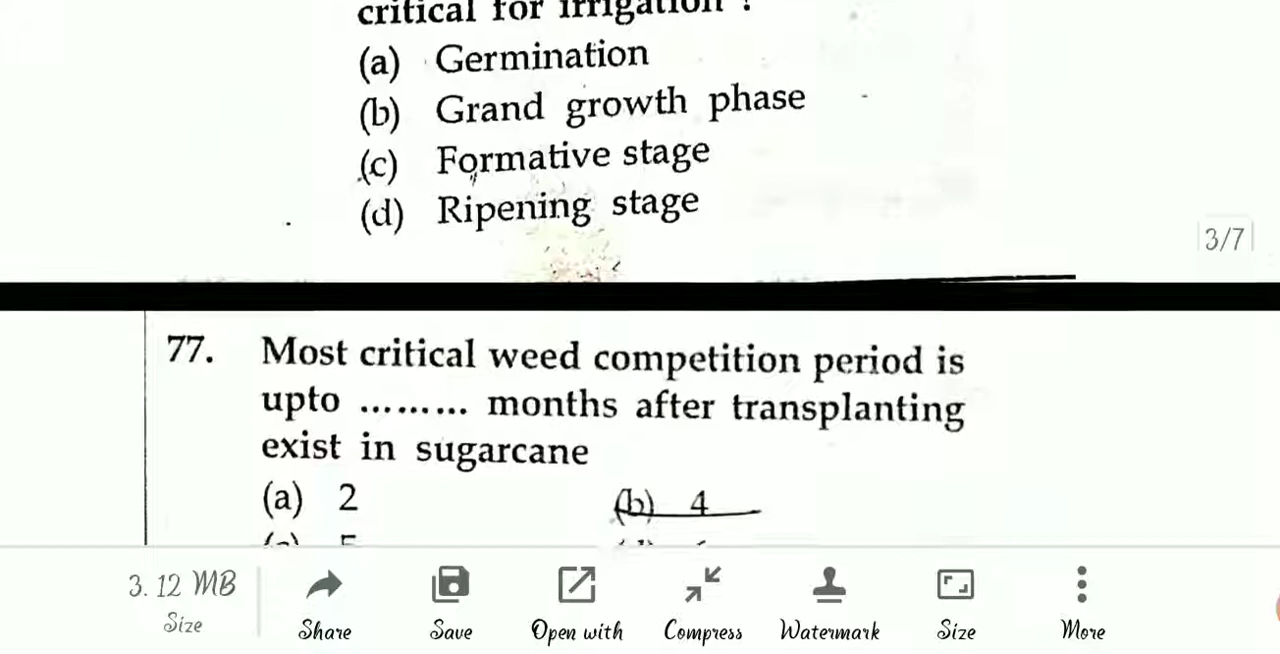 critical for irrigation ?
(a) Germination
(b) Grand growth phase
(c) Formative stage
(d) Ripening stage
3/7
77. Most critical weed competition period is
upto ......... months after transplanting
exist in sugarcane
(a) 2 (b) 4
3.12 MB
Size
Share
Save
Open with
Compress
Watermark
Size
More